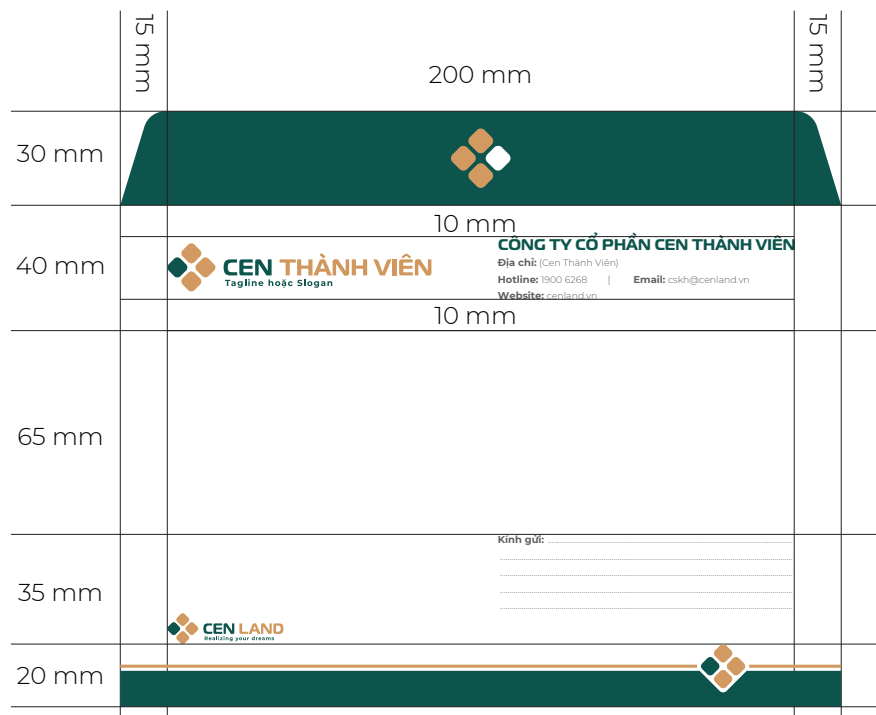 15 mm
200 mm
15 mm
30 mm
10 mm
40 mm
CEN THÀNH VIÊN
Tagline hoặc Slogan
CÔNG TY CỔ PHẦN CEN THÀNH VIÊN
Địa chỉ: (Cen Thành Viên)
Hotline: 1900 6268 | Email: cskh@cenland.vn
Website: cenland.vn
10 mm
65 mm
Kính gửi:
35 mm
CEN LAND
Realizing your dreams
20 mm